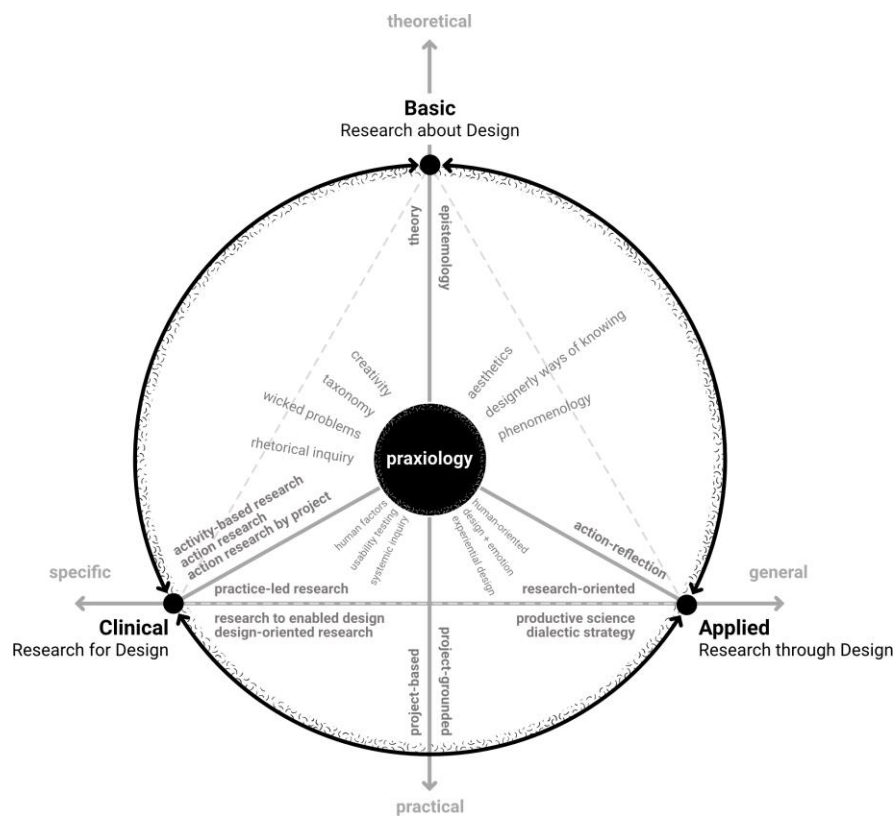 theoretical
Basic
Research about Design
theory
epistemology
creativity
taxonomy
wicked problems
rhetorical inquiry
aesthetics
designerly ways of knowing
phenomenology
praxiology
activity-based research
action research
action research by project
human factors
usability testing
systemic inquiry
human-oriented
design + emotion
experiential design
action-reflection
specific
general
practice-led research
research-oriented
Clinical
Research for Design
research to enabled design
design-oriented research
productive science
dialectic strategy
Applied
Research through Design
project-based
project-grounded
practical